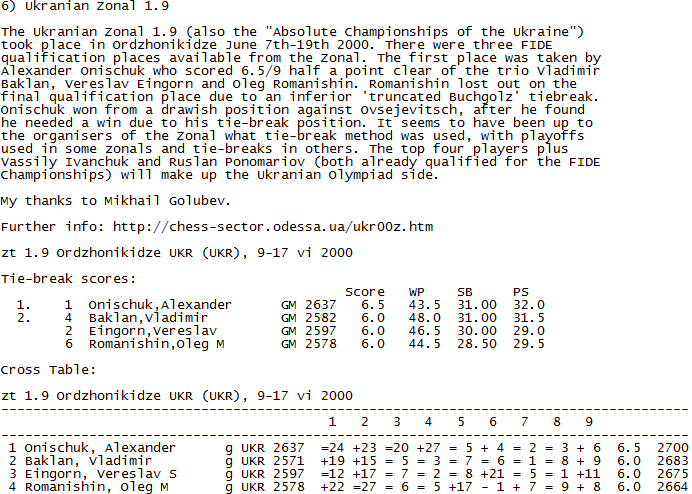 6) Ukranian Zonal 1.9
The Ukranian Zonal 1.9 (also the "Absolute Championships of the Ukraine")
took place in Ordzhonikidze June 7th-19th 2000. There were three FIDE
qualification places available from the Zonal. The first place was taken by
Alexander Onischuk who scored 6.5/9 half a point clear of the trio Vladimir
Baklan, Vereslav Eingorn and Oleg Romanishin. Romanishin lost out on the
final qualification place due to an inferior 'truncated Buchgolz' tiebreak.
Onischuk won from a drawish position against Ovsejevitsch, after he found
he needed a win due to his tie-break position. It seems to have been up to
the organisers of the Zonal what tie-break method was used, with playoffs
used in some zonals and tie-breaks in others. The top four players plus
Vassily Ivanchuk and Ruslan Ponomariov (both already qualified for the FIDE
Championships) will make up the Ukranian Olympiad side.
My thanks to Mikhail Golubev.
Further info: http://chess-sector.odessa.ua/ukr00z.htm
zt 1.9 Ordzhonikidze UKR (UKR), 9-17 vi 2000
Tie-break scores:
Score WP SB PS
1. 1 Onischuk,Alexander GM 2637 6.5 43.5 31.00 32.0
2. 4 Baklan,Vladimir GM 2582 6.0 48.0 31.00 31.5
2 Eingorn,Vereslav GM 2597 6.0 46.5 30.00 29.0
6 Romanishin,Oleg M GM 2578 6.0 44.5 28.50 29.5
Cross Table:
zt 1.9 Ordzhonikidze UKR (UKR), 9-17 vi 2000
--------------------------------------------------------------------------------------
1 2 3 4 5 6 7 8 9
--------------------------------------------------------------------------------------
1 Onischuk, Alexander g UKR 2637 =24 +23 =20 +27 = 5 + 4 = 2 = 3 + 6 6.5 2700
2 Baklan, Vladimir g UKR 2571 +19 +15 = 5 = 3 = 7 = 6 = 1 = 8 + 9 6.0 2683
3 Eingorn, Vereslav S g UKR 2597 =12 +17 = 7 = 2 = 8 +21 = 5 = 1 +11 6.0 2675
4 Romanishin, Oleg M g UKR 2578 +22 =27 = 6 = 5 +17 - 1 + 7 = 9 + 8 6.0 2664